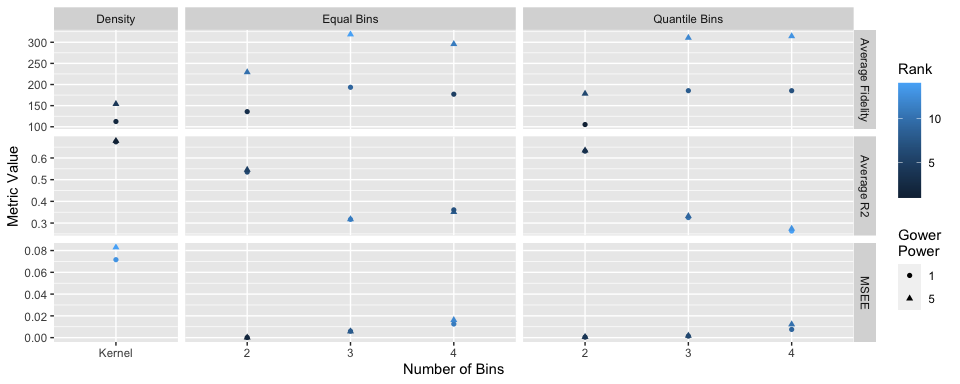 Density Equal Bins Quantile Bins
300
250
200
150
100
Average Fidelity
0.6
0.5
0.4
0.3
Average R2
0.08
0.06
0.04
0.02
0.00
MSEE
Metric Value
Kernel 2 3 4 2 3 4
Number of Bins
Rank
10
5
Gower
Power
1
5